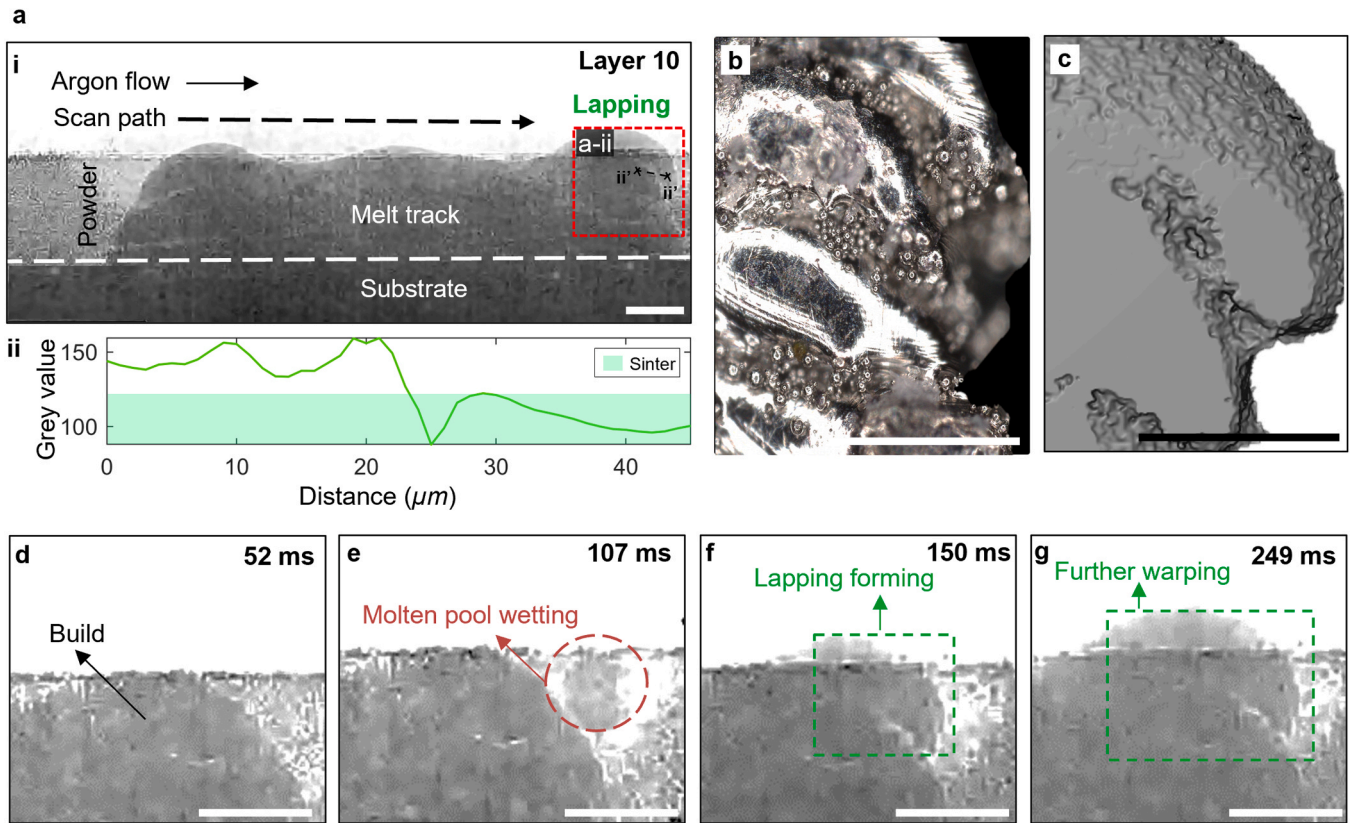 a
i
Layer 10
Argon flow
Scan path
Lapping
a-ii
ii'
ii'
Powder
Melt track
Substrate
ii
150
100
Grey value
Sinter
0
10
20
30
40
Distance (µm)
b
c
d
52 ms
Build
e
107 ms
Molten pool wetting
f
150 ms
Lapping forming
g
249 ms
Further warping